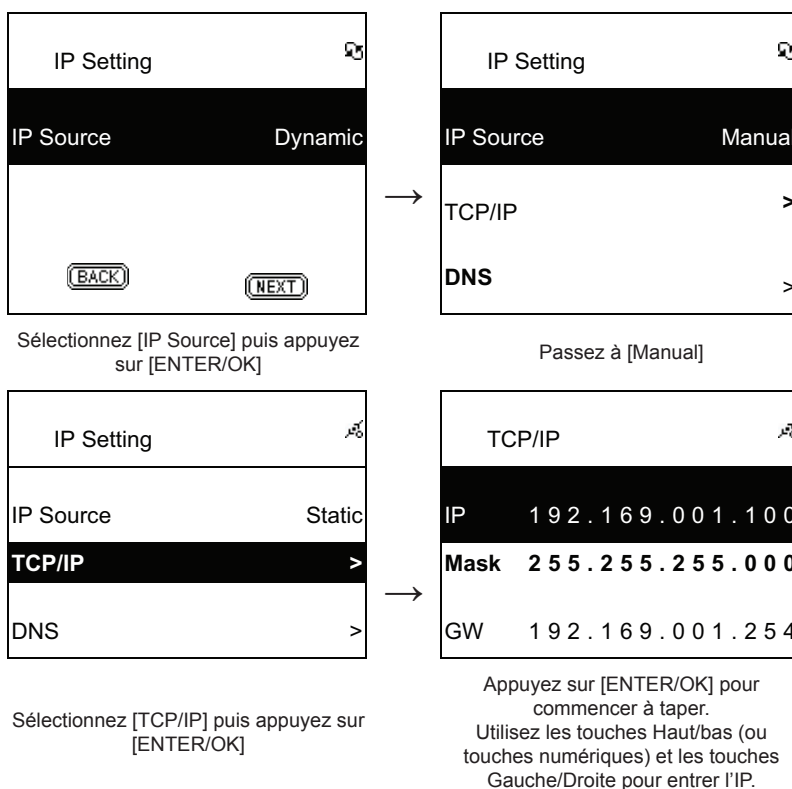 IP Setting
IP Source Dynamic
BACK NEXT
Sélectionnez [IP Source] puis appuyez
sur [ENTER/OK]
→
IP Setting
IP Source Manual
TCP/IP >
DNS >
Passez à [Manual]
IP Setting
IP Source Static
TCP/IP >
DNS >
Sélectionnez [TCP/IP] puis appuyez sur
[ENTER/OK]
→
TCP/IP
IP 192.169.001.100
Mask 255.255.255.000
GW 192.169.001.254
Appuyez sur [ENTER/OK] pour
commencer à taper.
Utilisez les touches Haut/bas (ou
touches numériques) et les touches
Gauche/Droite pour entrer l’IP.